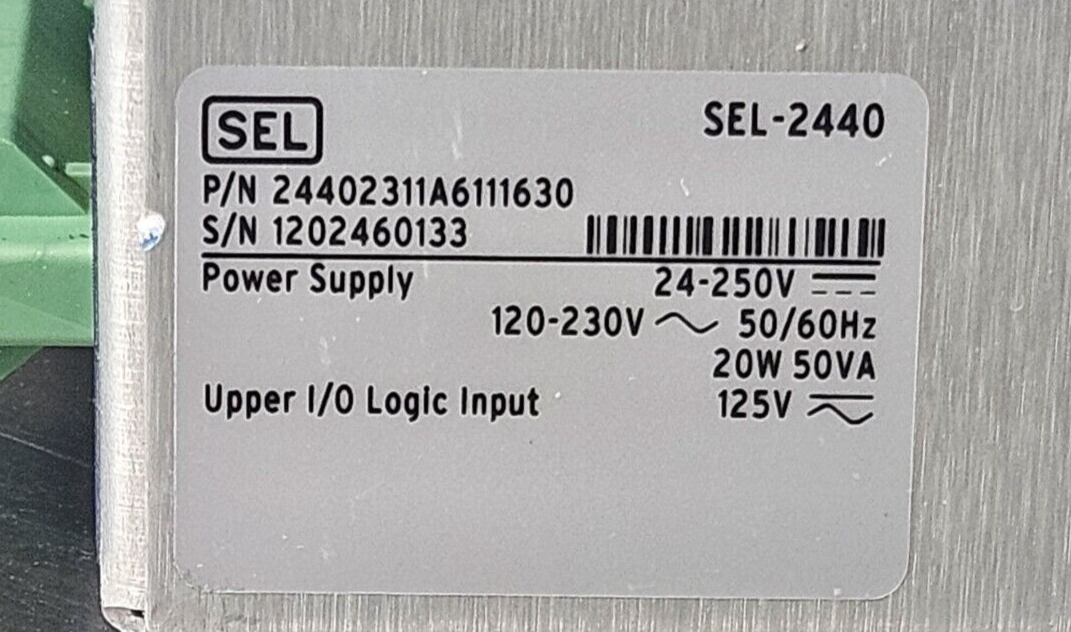 SEL SEL-2440
P/N 24402311A6111630
S/N 1202460133
Power Supply 24-250V ⎓
120-230V ∿ 50/60Hz
20W 50VA
Upper I/O Logic Input 125V ⏦